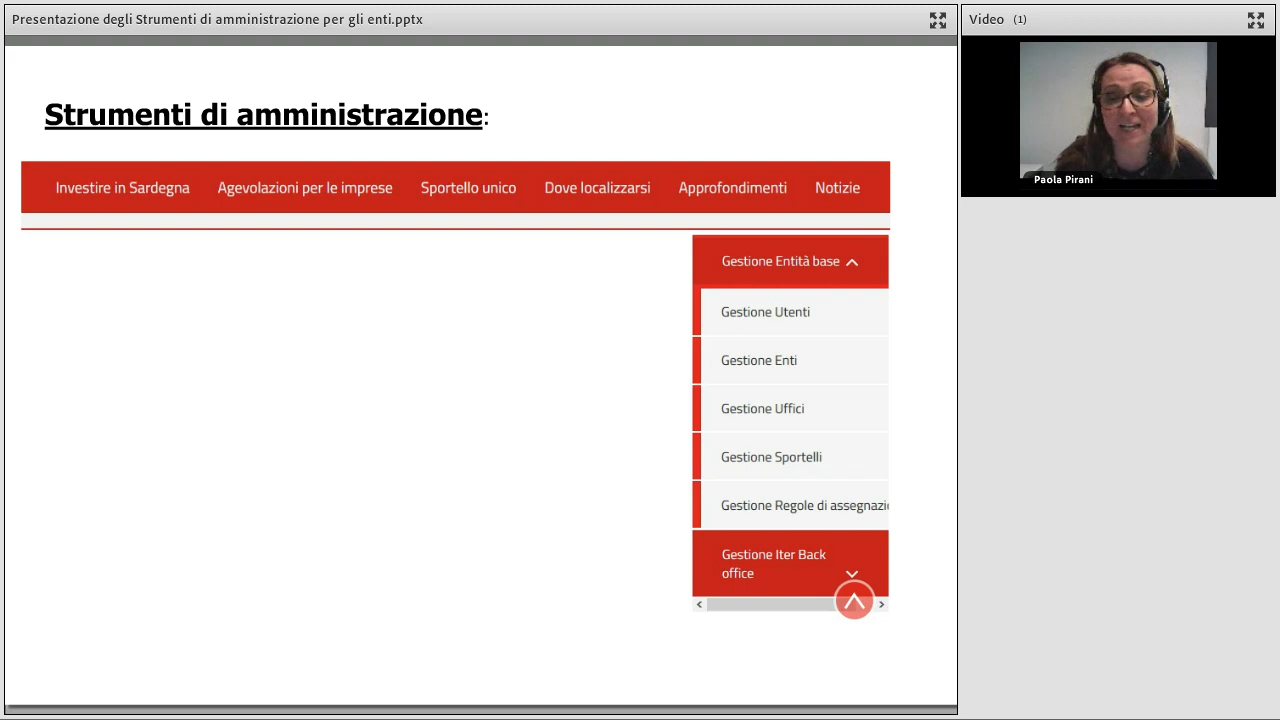 Presentazione degli Strumenti di amministrazione per gli enti.pptx
Video (1)
Paola Pirani
Strumenti di amministrazione:
Investire in Sardegna Agevolazioni per le imprese Sportello unico Dove localizzarsi Approfondimenti Notizie
Gestione Entità base
Gestione Utenti
Gestione Enti
Gestione Uffici
Gestione Sportelli
Gestione Regole di assegnazi
Gestione Iter Back
office